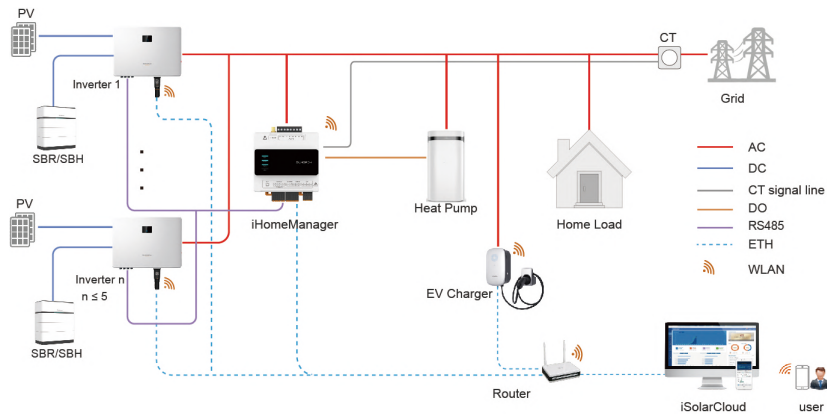 PV
CT
Inverter 1
Grid
SBR/SBH
AC
DC
CT signal line
DO
RS485
ETH
WLAN
PV
iHomeManager
Heat Pump
Home Load
Inverter n
n ≤ 5
EV Charger
SBR/SBH
Router
iSolarCloud
user